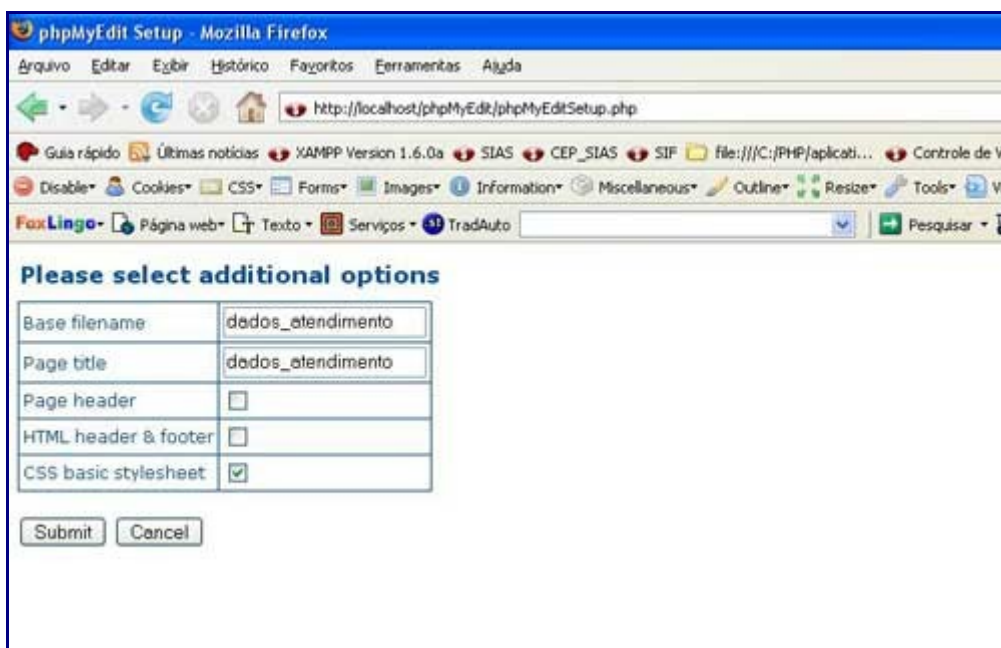 phpMyEdit Setup - Mozilla Firefox
Arquivo Editar Exibir Histórico Favoritos Ferramentas Ajuda
http://localhost/phpMyEdit/phpMyEditSetup.php
Guia rápido Últimas notícias XAMPP Version 1.6.0a SIAS CEP_SIAS SIF file:///C:/PHP/aplicati... Controle de V
Disable Cookies CSS Forms Images Information Miscellaneous Outline Resize Tools
FoxLingo Página web Texto Serviços TradAuto Pesquisar
Please select additional options
Base filename dados_atendimento
Page title dados_atendimento
Page header
HTML header & footer
CSS basic stylesheet
Submit Cancel